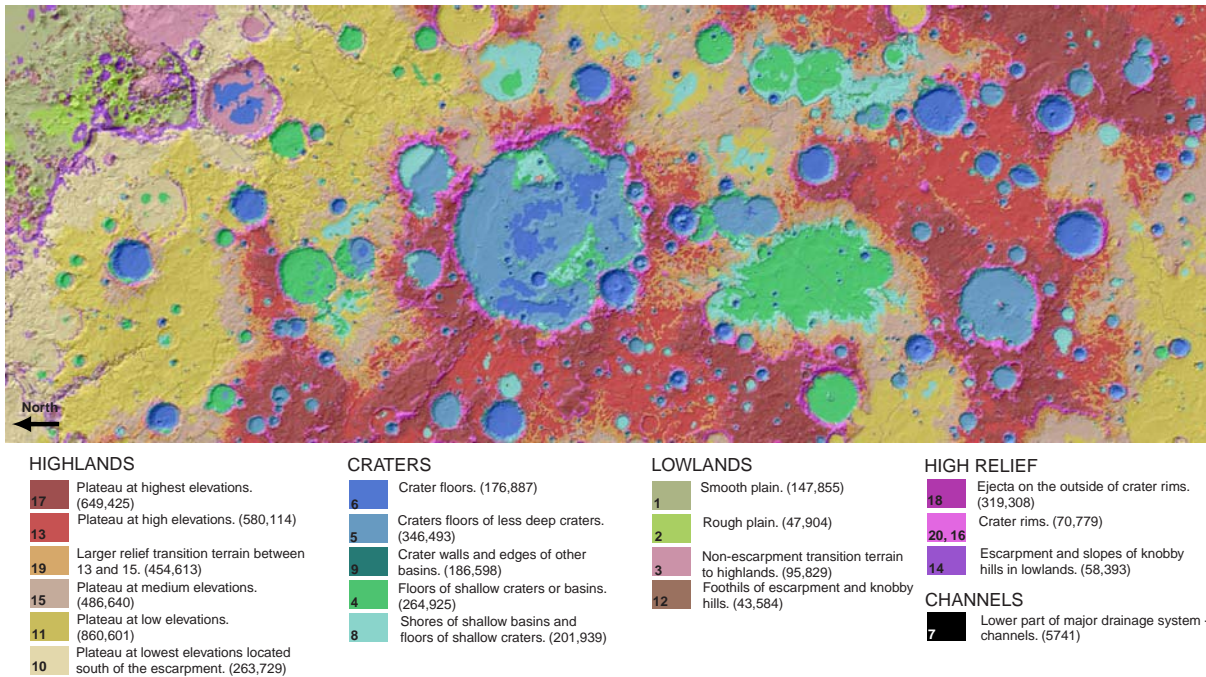 North
HIGHLANDS
17 Plateau at highest elevations.
(649,425)
13 Plateau at high elevations. (580,114)
19 Larger relief transition terrain between
13 and 15. (454,613)
15 Plateau at medium elevations.
(486,640)
11 Plateau at low elevations.
(860,601)
10 Plateau at lowest elevations located
south of the escarpment. (263,729)
CRATERS
6 Crater floors. (176,887)
5 Craters floors of less deep craters.
(346,493)
9 Crater walls and edges of other
basins. (186,598)
4 Floors of shallow craters or basins.
(264,925)
8 Shores of shallow basins and
floors of shallow craters. (201,939)
LOWLANDS
1 Smooth plain. (147,855)
2 Rough plain. (47,904)
3 Non-escarpment transition terrain
to highlands. (95,829)
12 Foothils of escarpment and knobby
hills. (43,584)
HIGH RELIEF
18 Ejecta on the outside of crater rims.
(319,308)
20, 16 Crater rims. (70,779)
14 Escarpment and slopes of knobby
hills in lowlands. (58,393)
CHANNELS
7 Lower part of major drainage system -
channels. (5741)